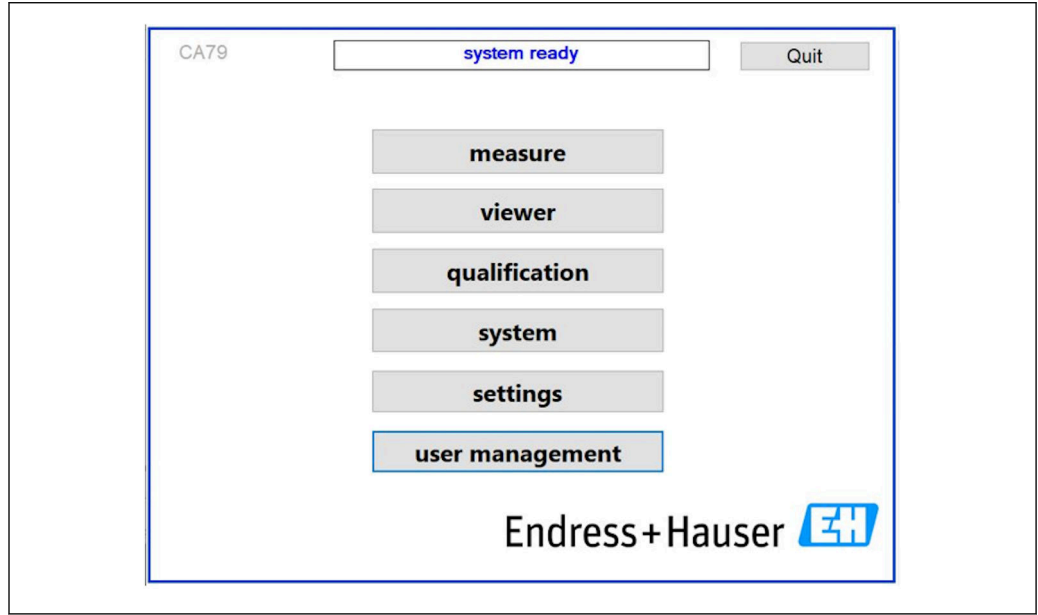 CA79
system ready
Quit
measure
viewer
qualification
system
settings
user management
Endress+Hauser EH